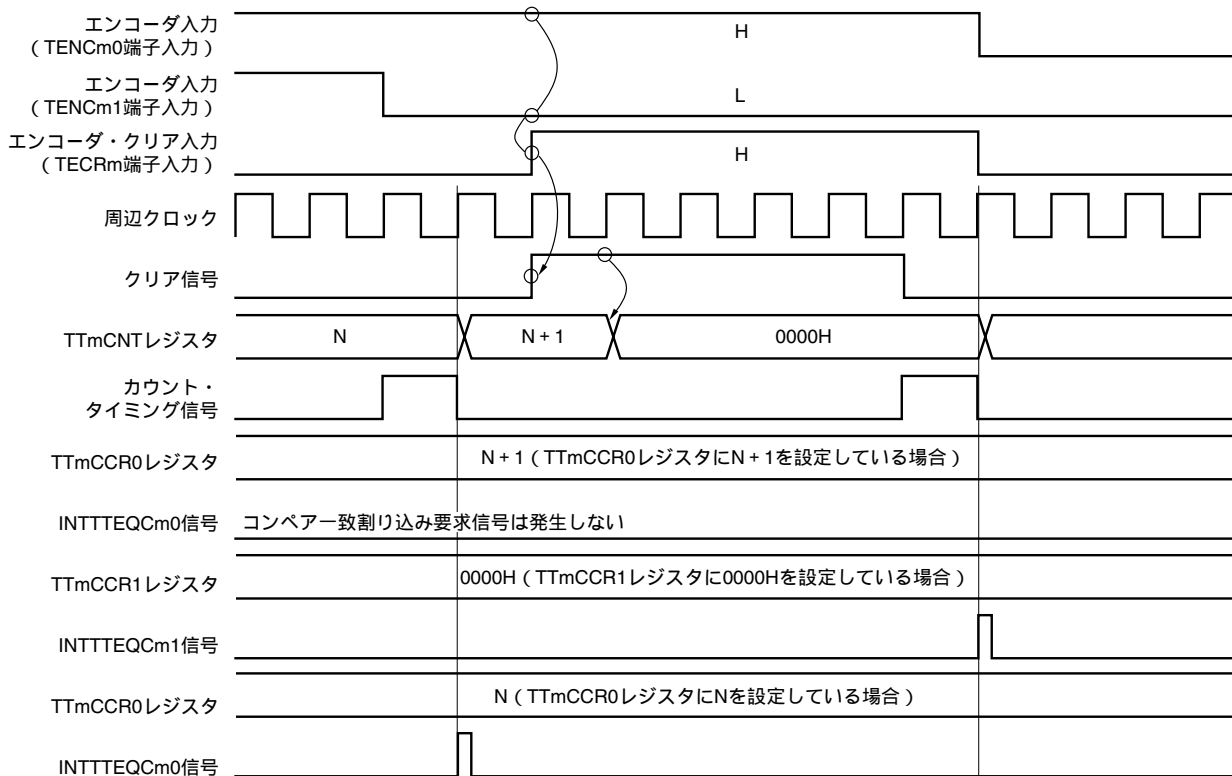 エンコーダ入力
（TENCm0端子入力）
H
エンコーダ入力
（TENCm1端子入力）
L
エンコーダ・クリア入力
（TECRm端子入力）
H
周辺クロック
クリア信号
TTmCNTレジスタ
N
N + 1
0000H
カウント・
タイミング信号
TTmCCR0レジスタ
N + 1（TTmCCR0レジスタにN + 1を設定している場合）
INTTTEQCm0信号
コンペア一致割り込み要求信号は発生しない
TTmCCR1レジスタ
0000H（TTmCCR1レジスタに0000Hを設定している場合）
INTTTEQCm1信号
TTmCCR0レジスタ
N（TTmCCR0レジスタにNを設定している場合）
INTTTEQCm0信号